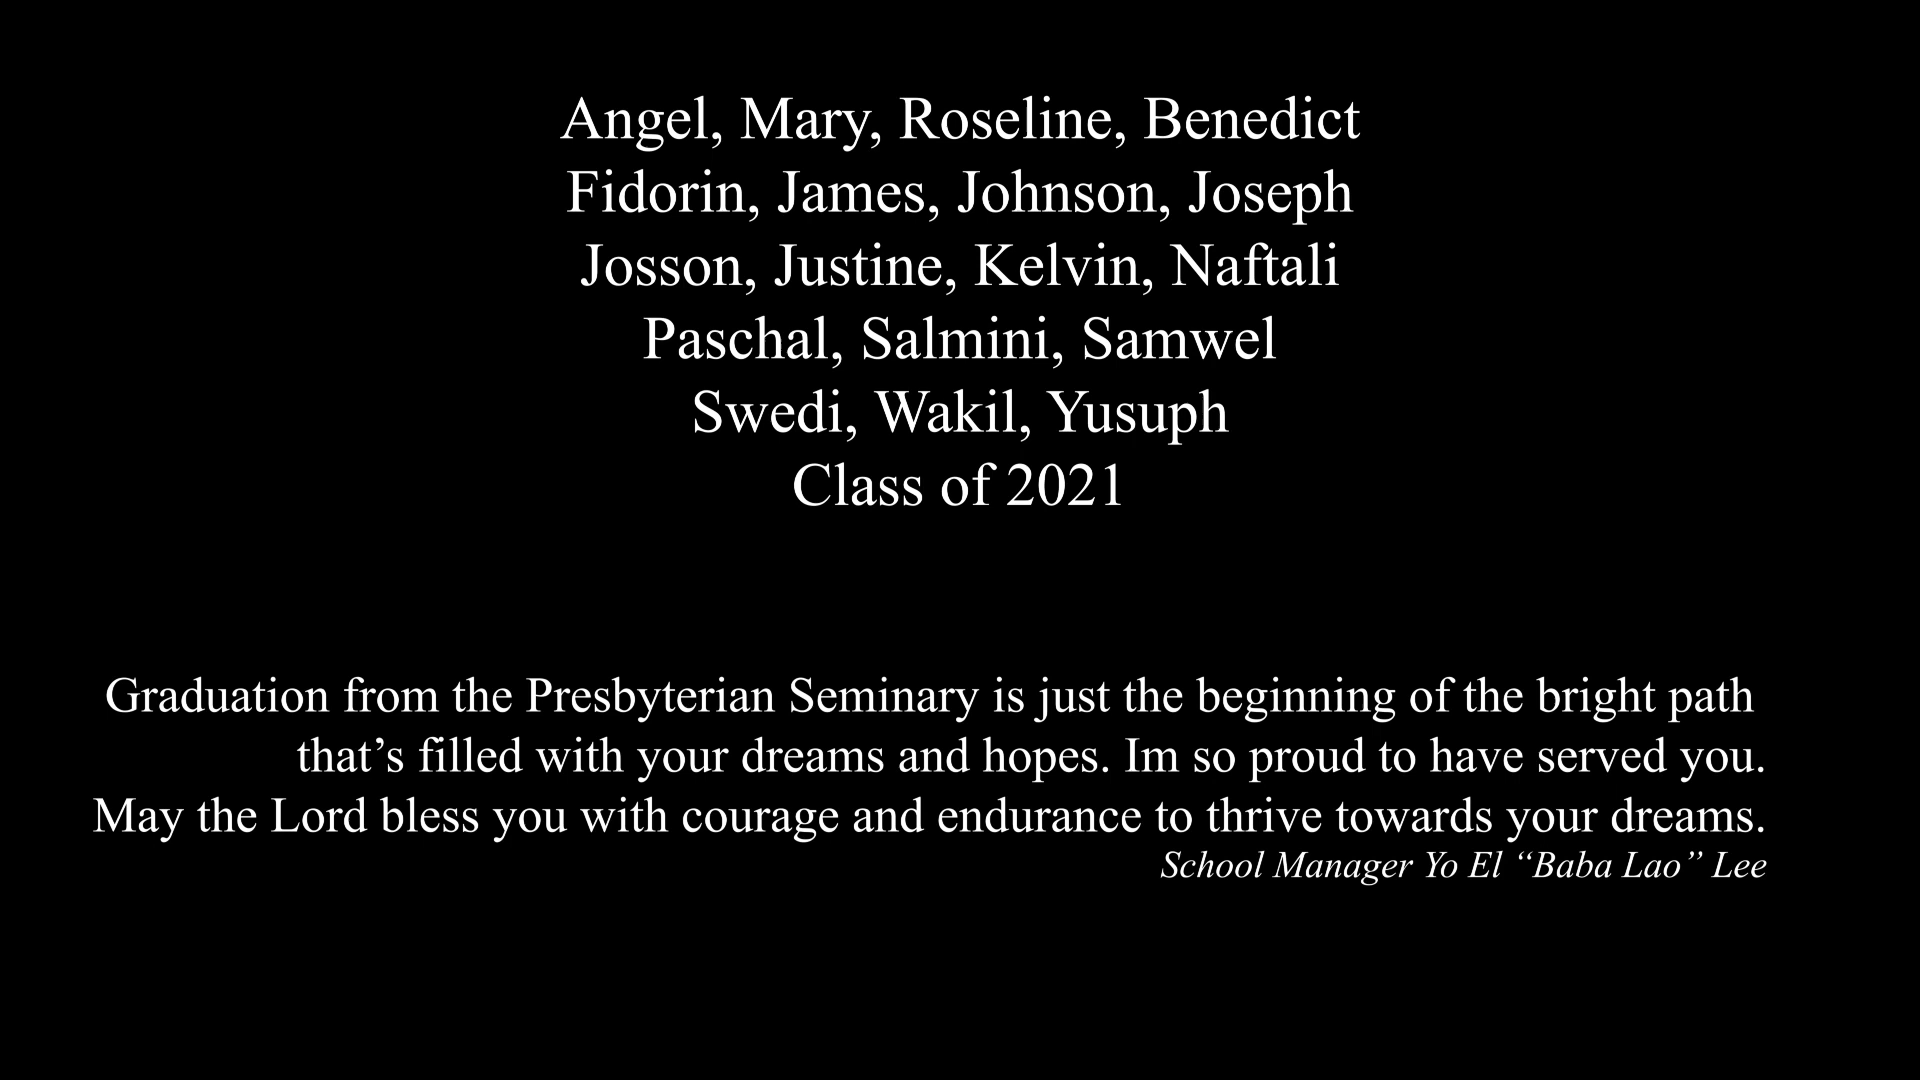 Angel, Mary, Roseline, Benedict
Fidorin, James, Johnson, Joseph
Josson, Justine, Kelvin, Naftali
Paschal, Salmini, Samwel
Swedi, Wakil, Yusuph
Class of 2021
Graduation from the Presbyterian Seminary is just the beginning of the bright path
that’s filled with your dreams and hopes. Im so proud to have served you.
May the Lord bless you with courage and endurance to thrive towards your dreams.
School Manager Yo El “Baba Lao” Lee